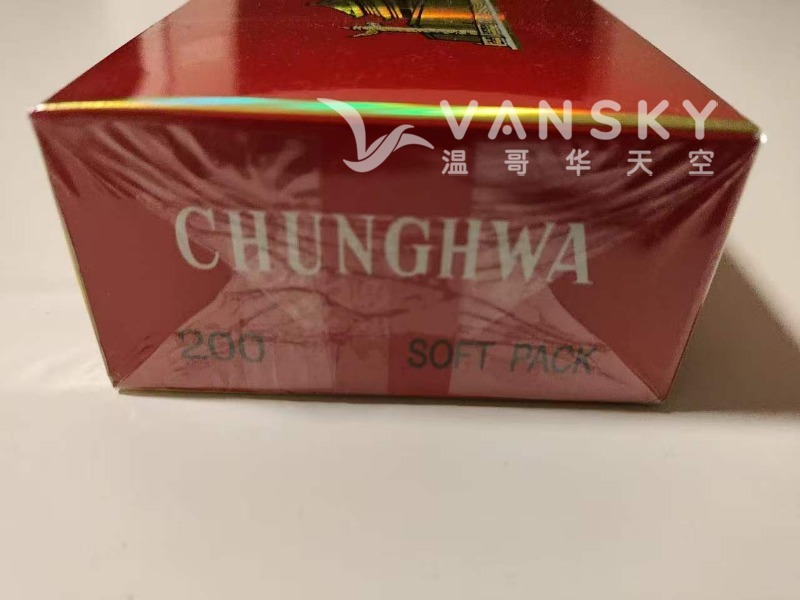 VANSKY
温哥华天空
CHUNGHWA
200 SOFT PACK